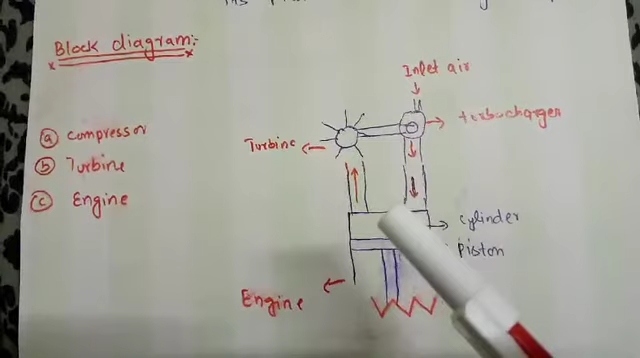 Block diagram:-
Inlet air
turbocharger
Turbine
ⓐ compressor
ⓑ Turbine
ⓒ Engine
cylinder
piston
Engine